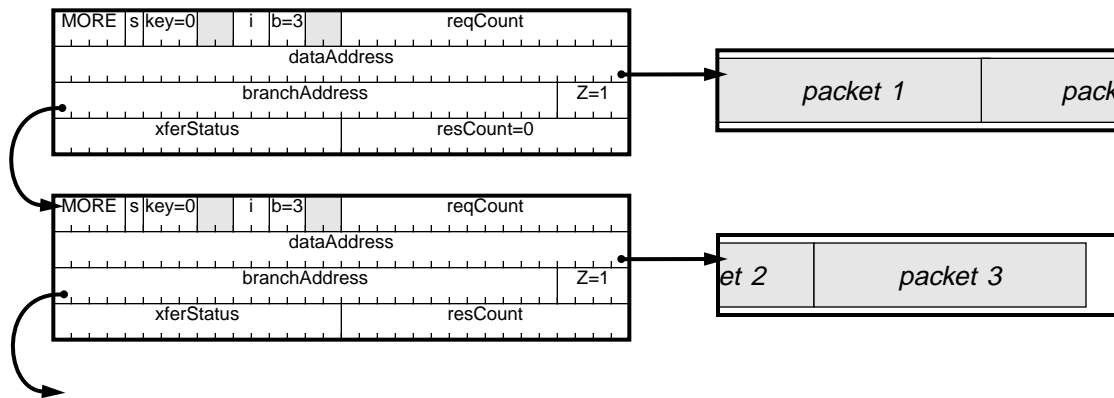 MORE s key=0 i b=3 reqCount
dataAddress
packet 1 pack
branchAddress Z=1
xferStatus resCount=0
MORE s key=0 i b=3 reqCount
dataAddress
et 2 packet 3
branchAddress Z=1
xferStatus resCount